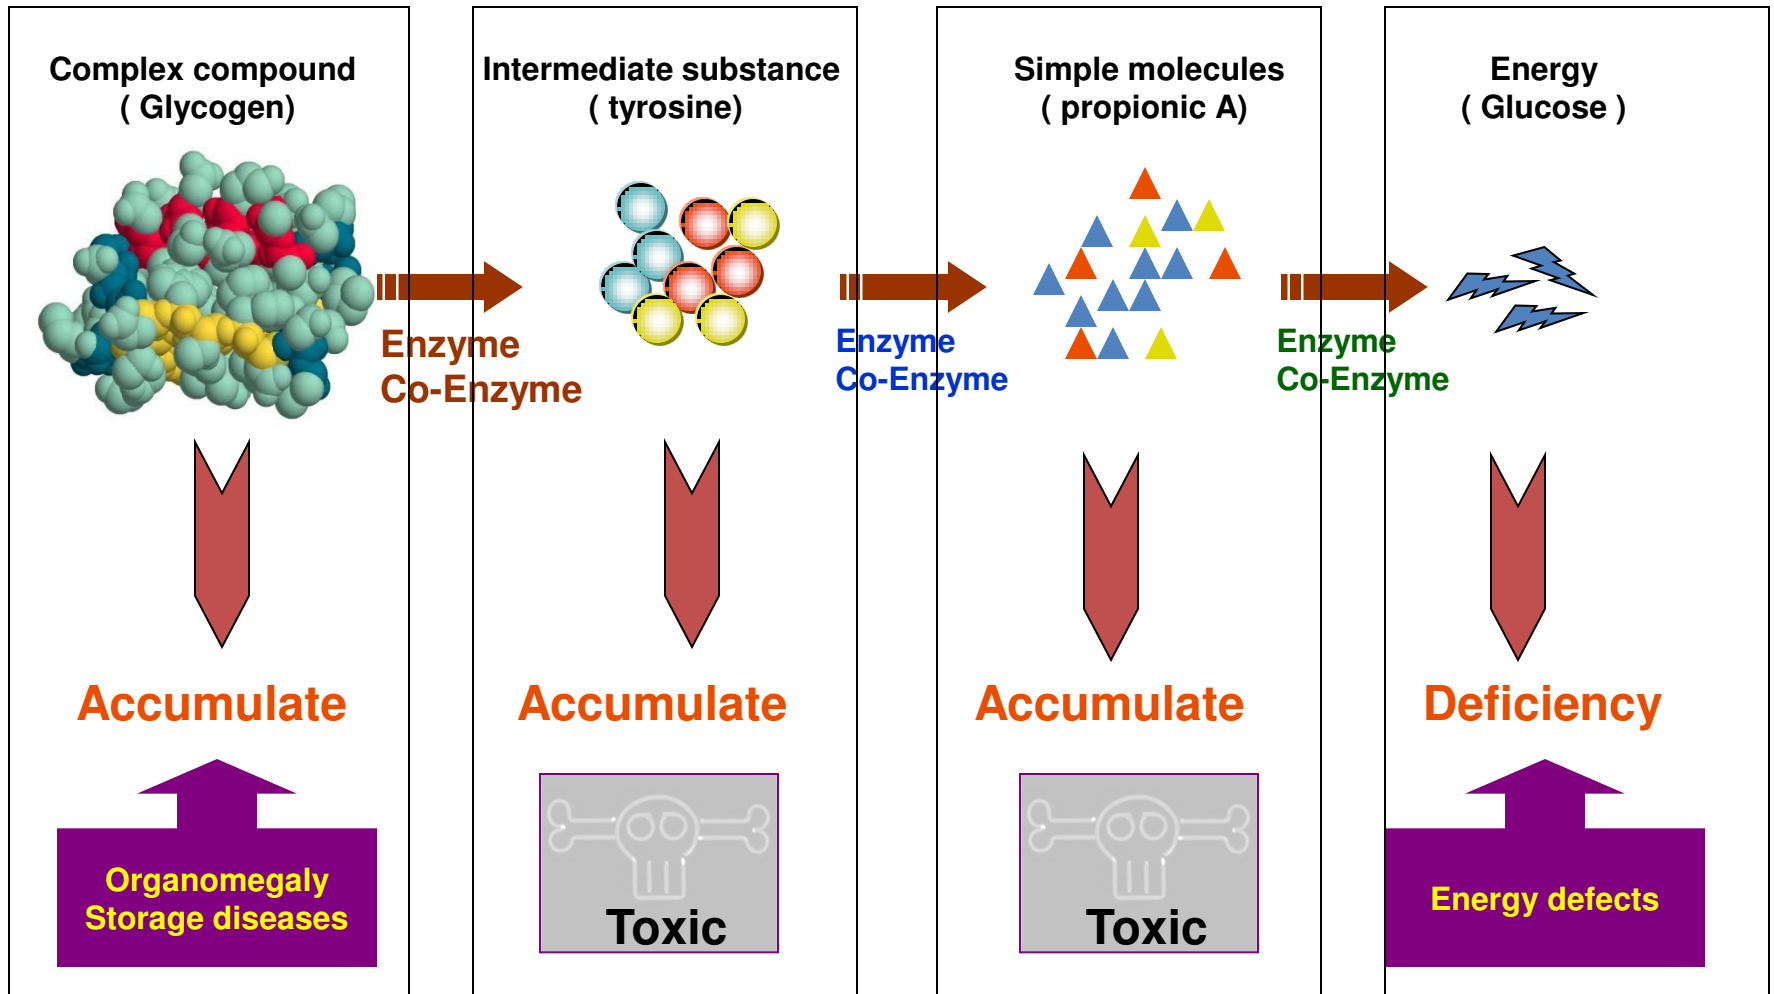 Complex compound
( Glycogen)
Intermediate substance
( tyrosine)
Simple molecules
( propionic A)
Energy
( Glucose )
Enzyme
Co-Enzyme
Enzyme
Co-Enzyme
Enzyme
Co-Enzyme
Accumulate
Accumulate
Accumulate
Deficiency
Organomegaly
Storage diseases
Toxic
Toxic
Energy defects